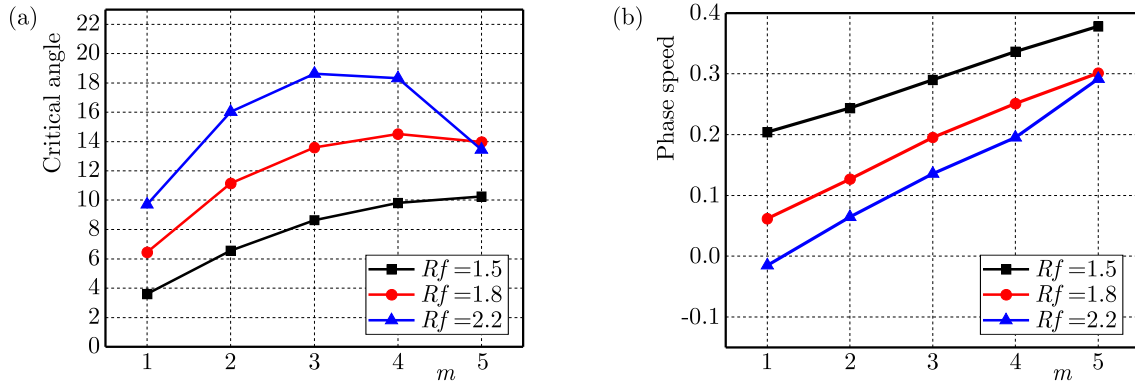 (a)
Critical angle
22
20
18
16
14
12
10
8
6
4
2
0
1 2 3 4 5
m
Rf=1.5
Rf=1.8
Rf=2.2
(b)
Phase speed
0.4
0.3
0.2
0.1
0.0
-0.1
1 2 3 4 5
m
Rf=1.5
Rf=1.8
Rf=2.2